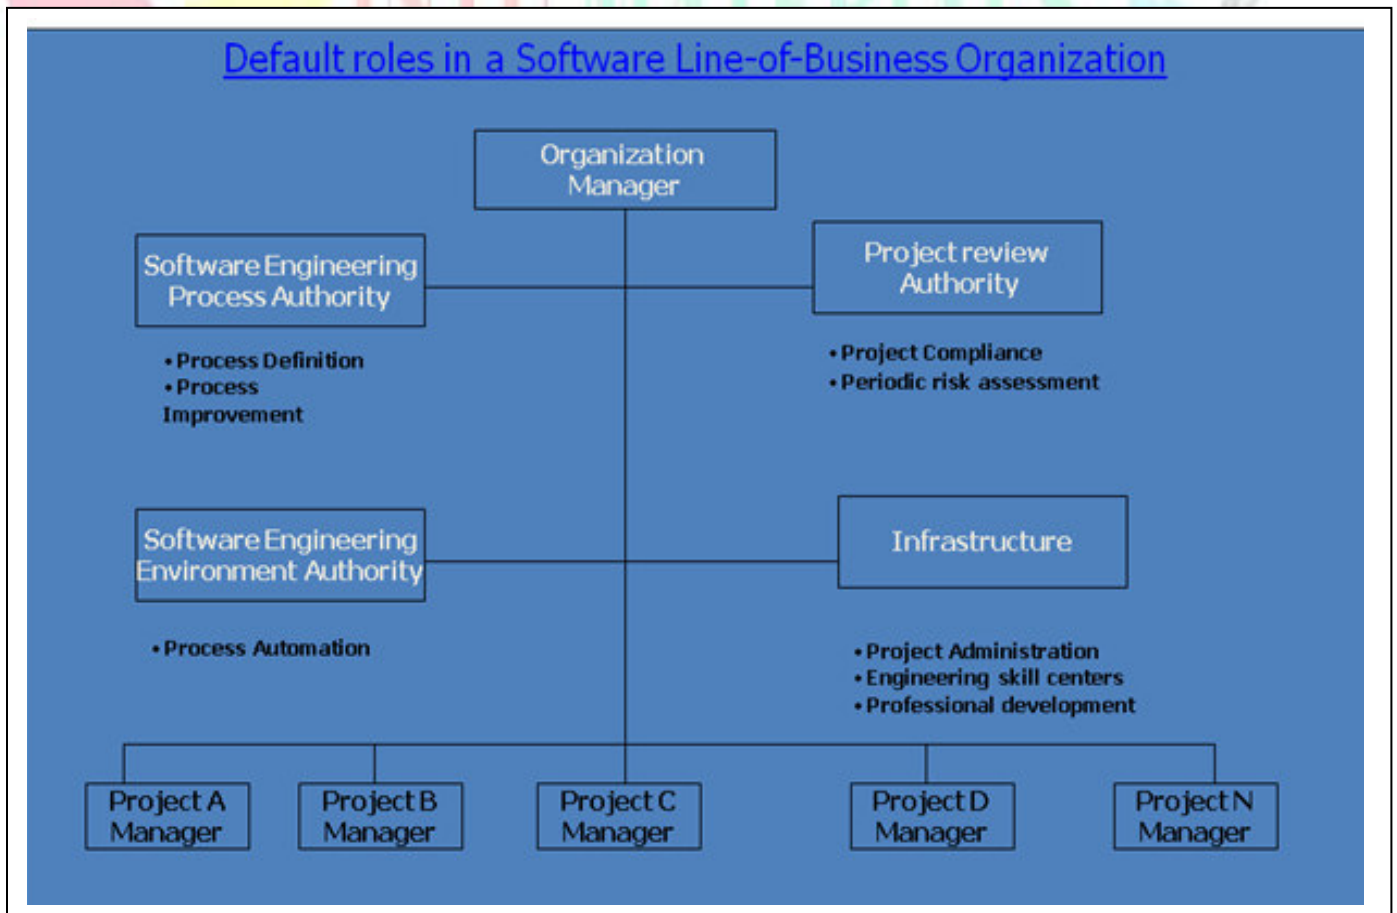 Default roles in a Software Line-of-Business Organization
Organization
Manager
Software Engineering
Process Authority
Project review
Authority
• Process Definition
• Process
Improvement
• Project Compliance
• Periodic risk assessment
Software Engineering
Environment Authority
Infrastructure
• Process Automation
• Project Administration
• Engineering skill centers
• Professional development
Project A
Manager
Project B
Manager
Project C
Manager
Project D
Manager
Project N
Manager